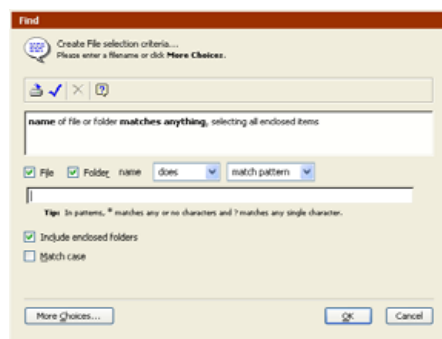 Find
Create File selection criteria...
Please enter a filename or click More Choices.
name of file or folder matches anything, selecting all enclosed items
File Folder name does match pattern
Tip: In patterns, * matches any or no characters and ? matches any single character.
Include enclosed folders
Match case
More Choices... OK Cancel